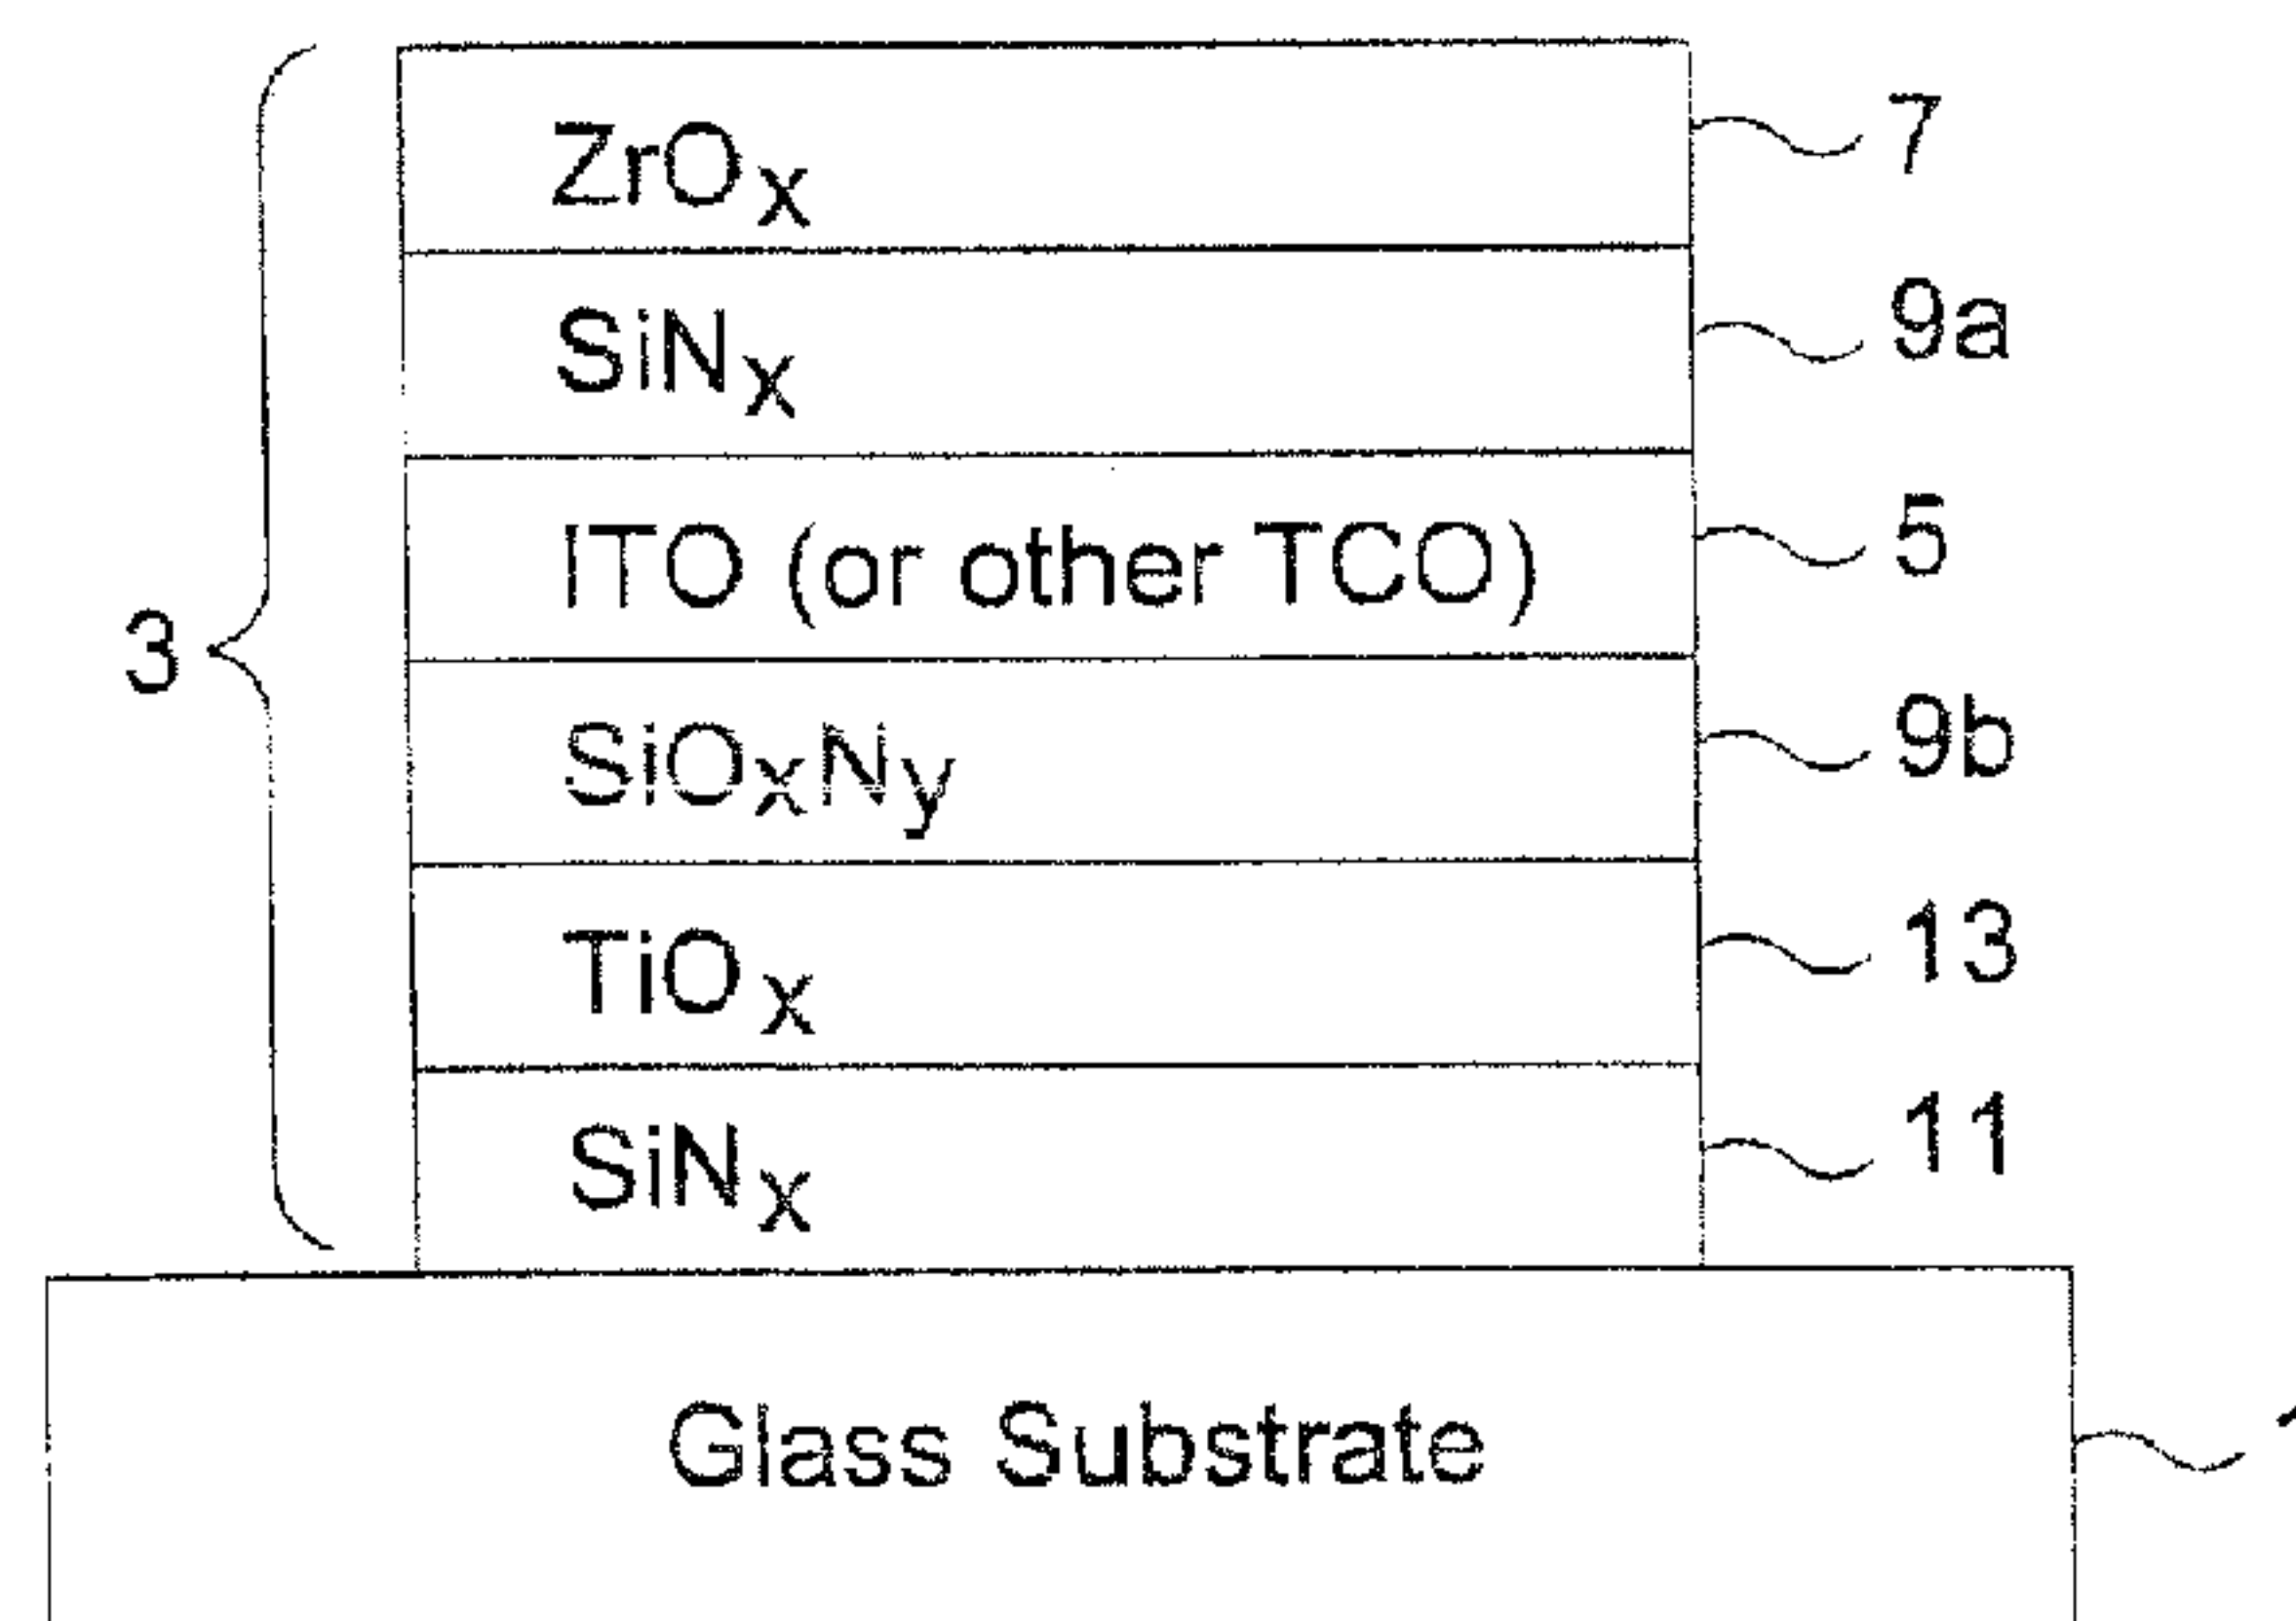 ZrOx 7
SiNx 9a
ITO (or other TCO) 5
3
SiOxNy 9b
TiOx 13
SiNx 11
Glass Substrate